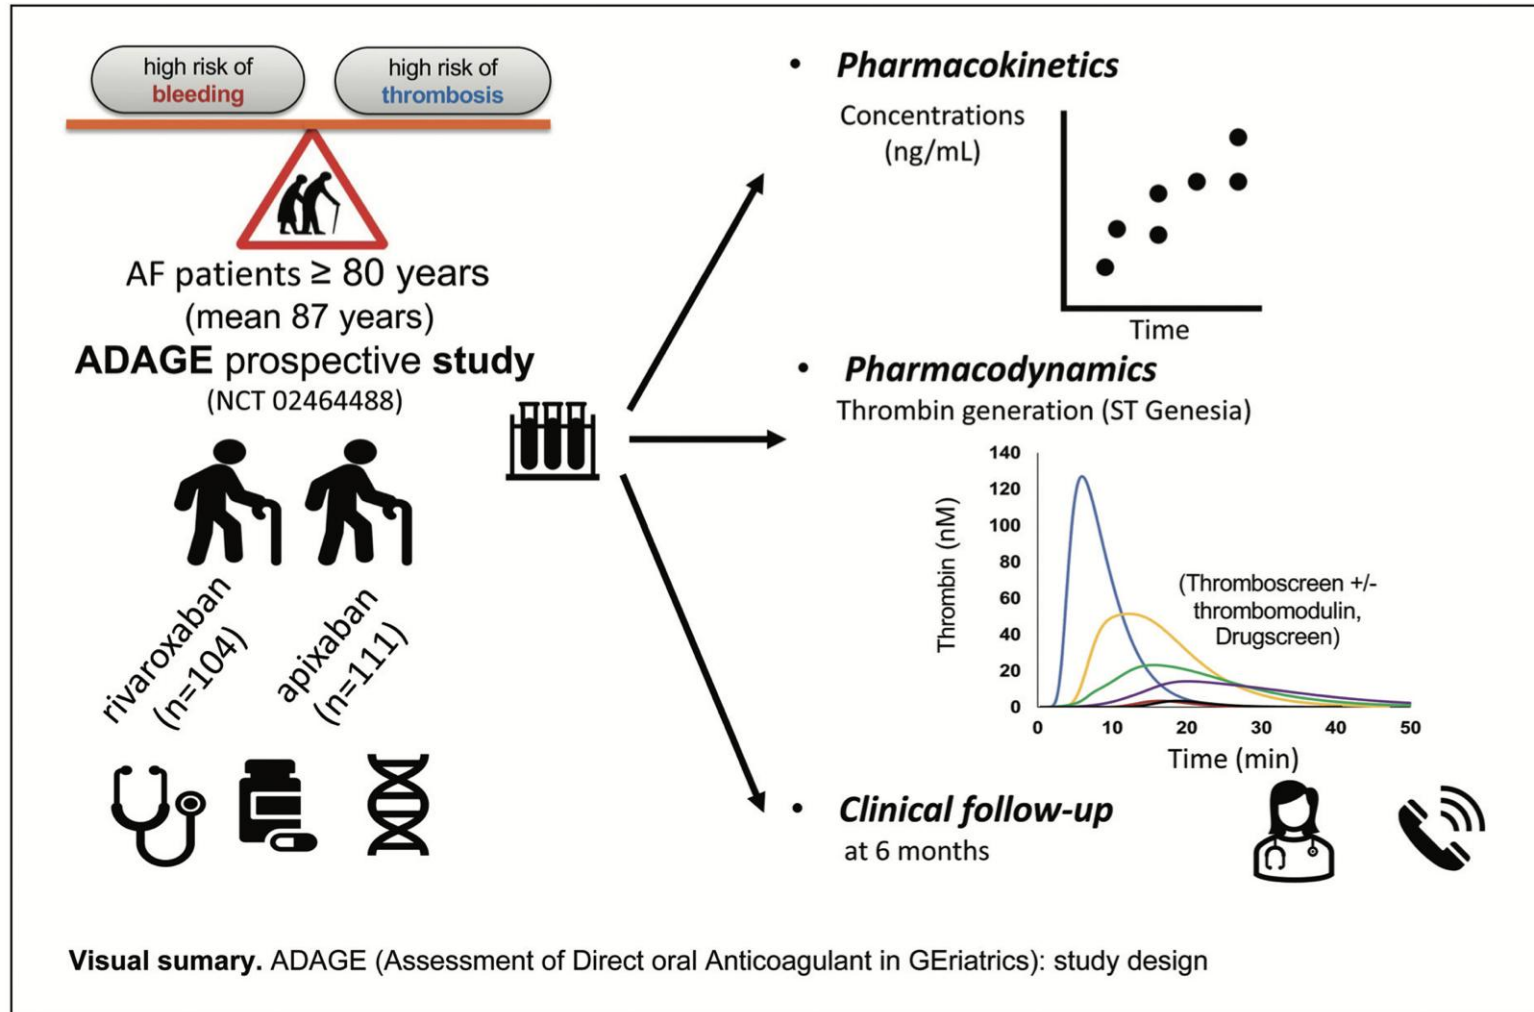 high risk of
bleeding
high risk of
thrombosis
AF patients ≥ 80 years
(mean 87 years)
ADAGE prospective study
(NCT 02464488)
rivaroxaban
(n=104)
apixaban
(n=111)
• Pharmacokinetics
Concentrations
(ng/mL)
Time
• Pharmacodynamics
Thrombin generation (ST Genesia)
Thrombin (nM)
140
120
100
80
60
40
20
0
(Thromboscreen +/-
thrombomodulin,
Drugscreen)
0 10 20 30 40 50
Time (min)
• Clinical follow-up
at 6 months
Visual sumary. ADAGE (Assessment of Direct oral Anticoagulant in GEriatrics): study design